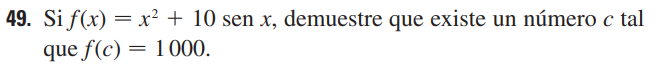 49. Si f(x) = x² + 10 sen x, demuestre que existe un número c tal
que f(c) = 1 000.